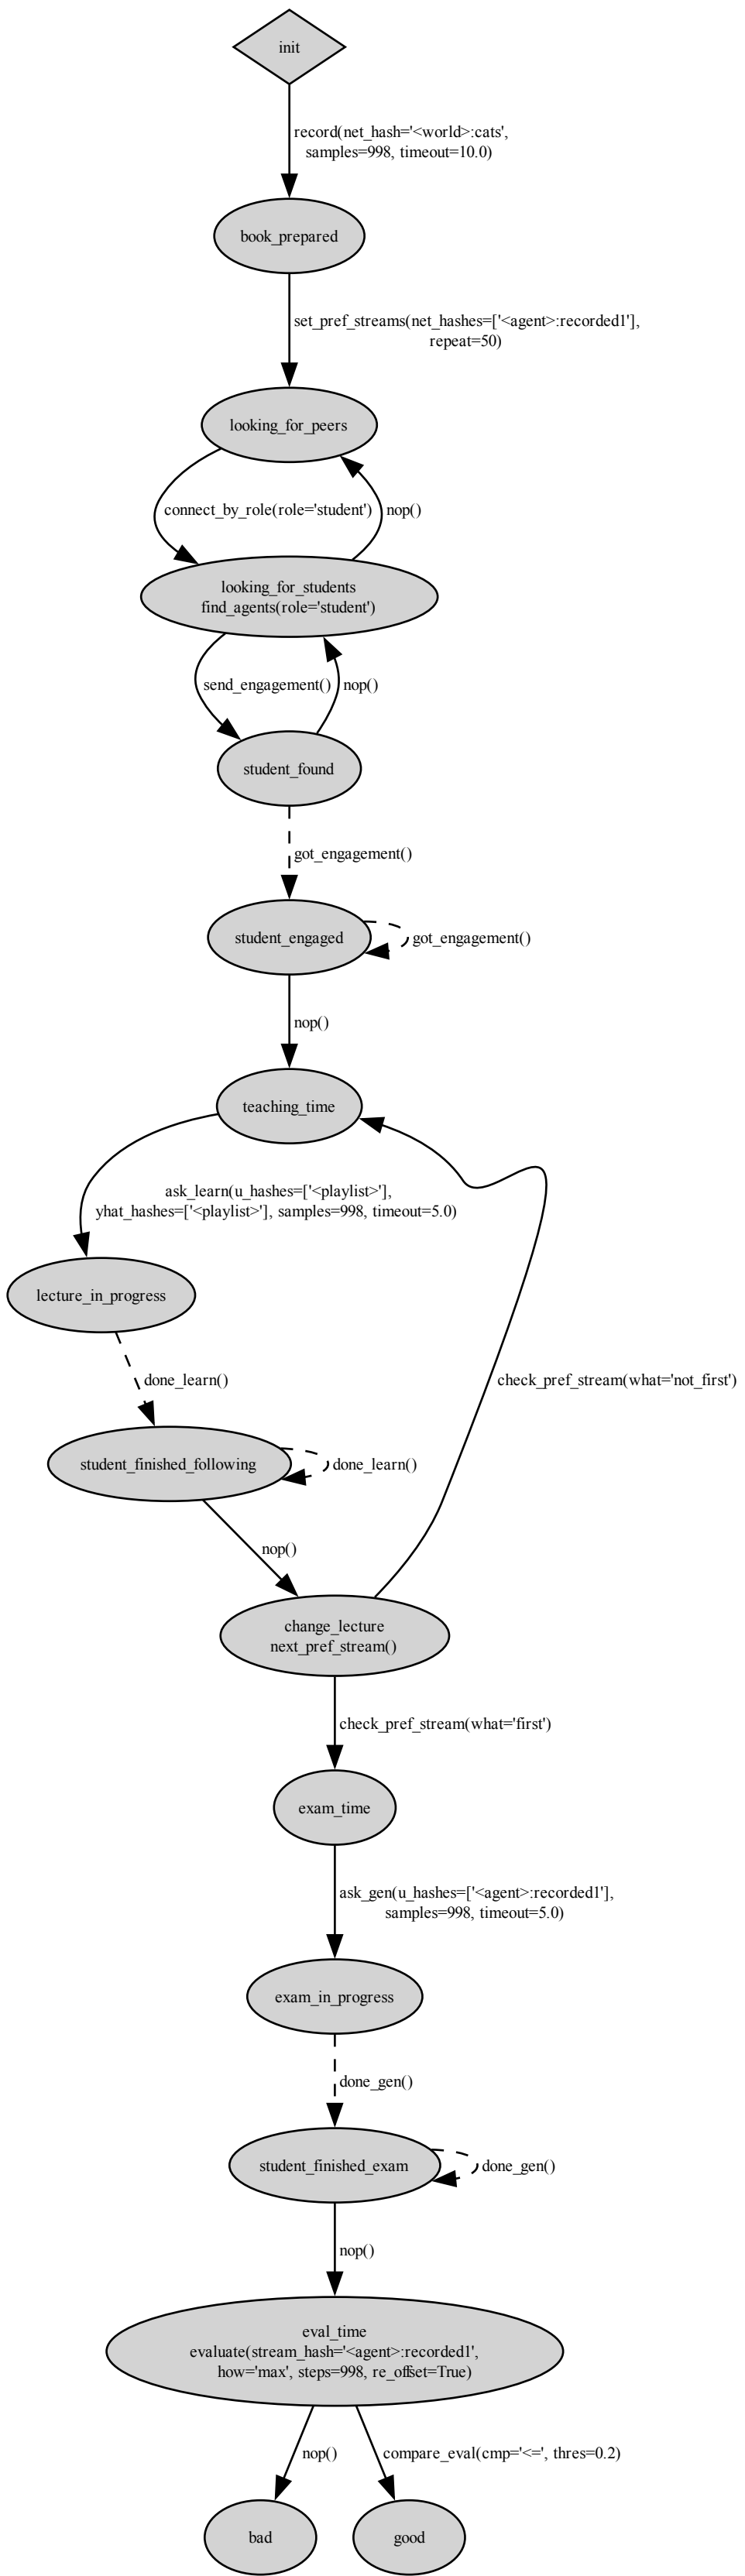 init
record(net_hash='<world>:cats',
samples=998, timeout=10.0)
book_prepared
set_pref_streams(net_hashes=['<agent>:recorded1'],
repeat=50)
looking_for_peers
connect_by_role(role='student')
nop()
looking_for_students
find_agents(role='student')
send_engagement()
nop()
student_found
got_engagement()
student_engaged
got_engagement()
nop()
teaching_time
ask_learn(u_hashes=['<playlist>'],
yhat_hashes=['<playlist>'], samples=998, timeout=5.0)
lecture_in_progress
done_learn()
check_pref_stream(what='not_first')
student_finished_following
done_learn()
nop()
change_lecture
next_pref_stream()
check_pref_stream(what='first')
exam_time
ask_gen(u_hashes=['<agent>:recorded1'],
samples=998, timeout=5.0)
exam_in_progress
done_gen()
student_finished_exam
done_gen()
nop()
eval_time
evaluate(stream_hash='<agent>:recorded1',
how='max', steps=998, re_offset=True)
nop()
compare_eval(cmp='<=', thres=0.2)
bad
good